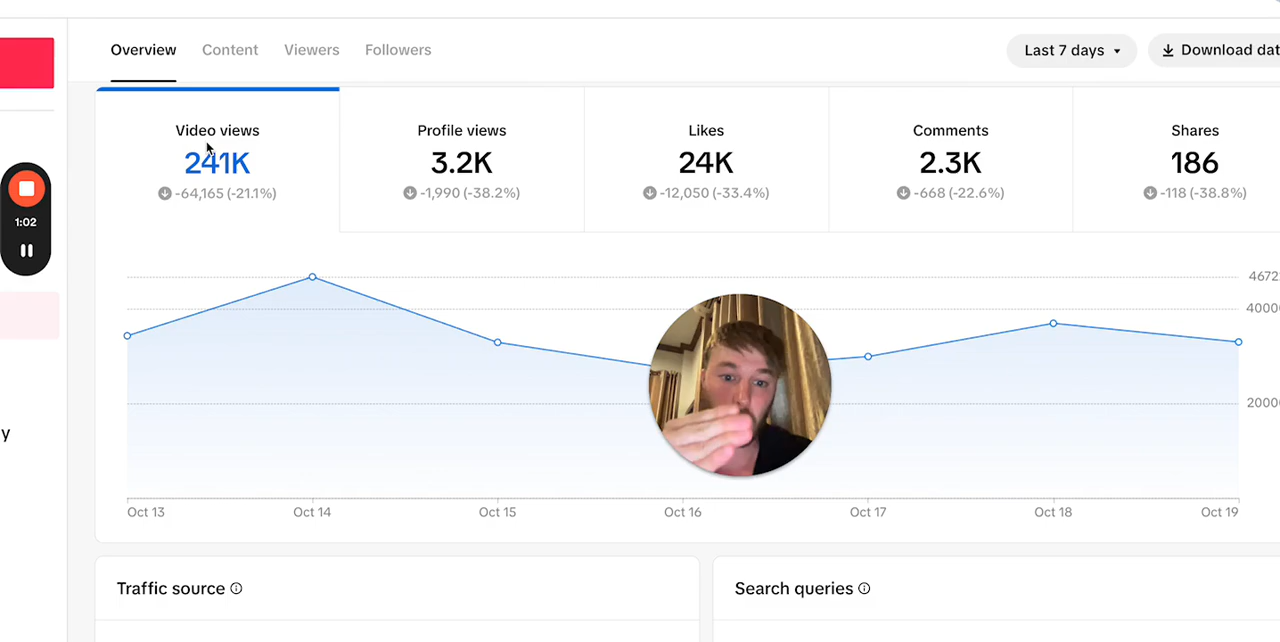 Overview Content Viewers Followers
Last 7 days
Download dat
Video views
241K
-64,165 (-21.1%)
Profile views
3.2K
-1,990 (-38.2%)
Likes
24K
-12,050 (-33.4%)
Comments
2.3K
-668 (-22.6%)
Shares
186
-118 (-38.8%)
1:02
4672
4000
2000
y
Oct 13 Oct 14 Oct 15 Oct 16 Oct 17 Oct 18 Oct 19
Traffic source
Search queries